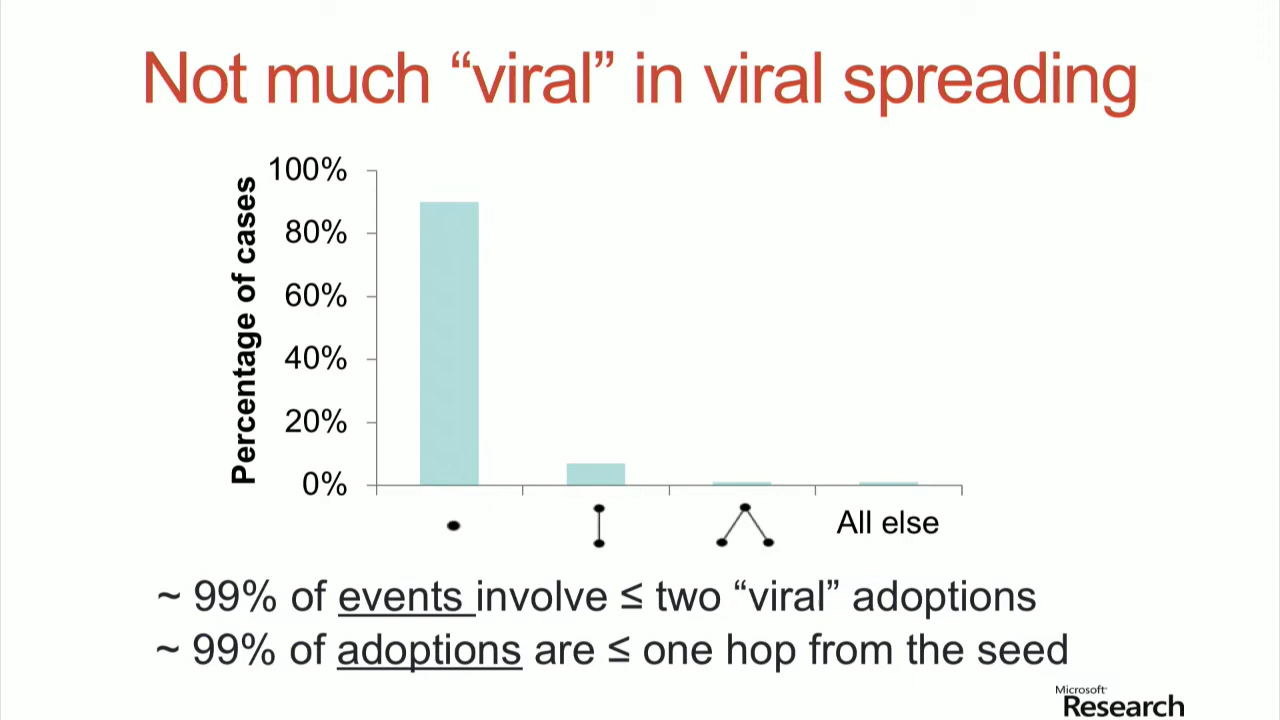 Not much “viral” in viral spreading
Percentage of cases
100%
80%
60%
40%
20%
0%
All else
~ 99% of events involve ≤ two “viral” adoptions
~ 99% of adoptions are ≤ one hop from the seed
Microsoft
Research